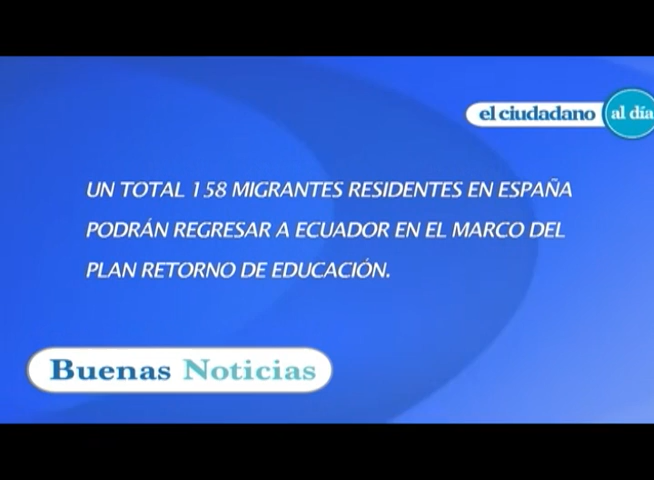 el ciudadano al día
UN TOTAL 158 MIGRANTES RESIDENTES EN ESPAÑA
PODRÁN REGRESAR A ECUADOR EN EL MARCO DEL
PLAN RETORNO DE EDUCACIÓN.
Buenas Noticias